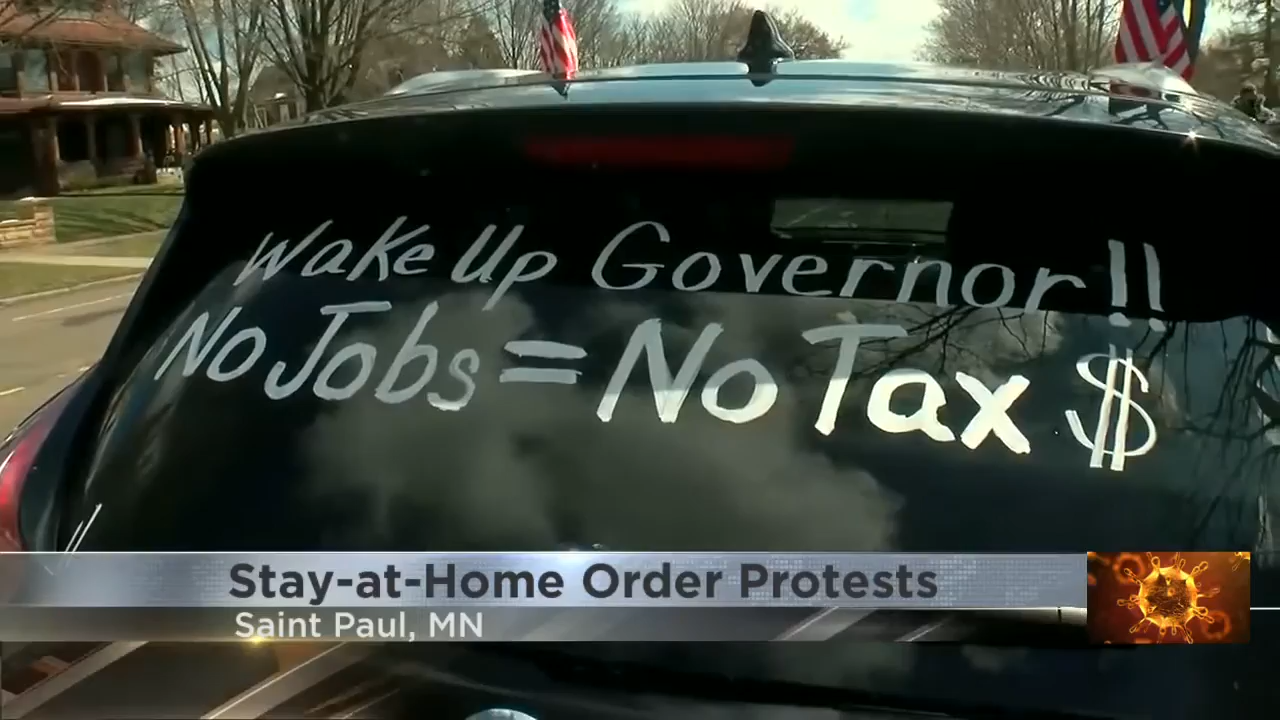 Wake Up Governor!!
No Jobs = No Tax $
Stay-at-Home Order Protests
Saint Paul, MN